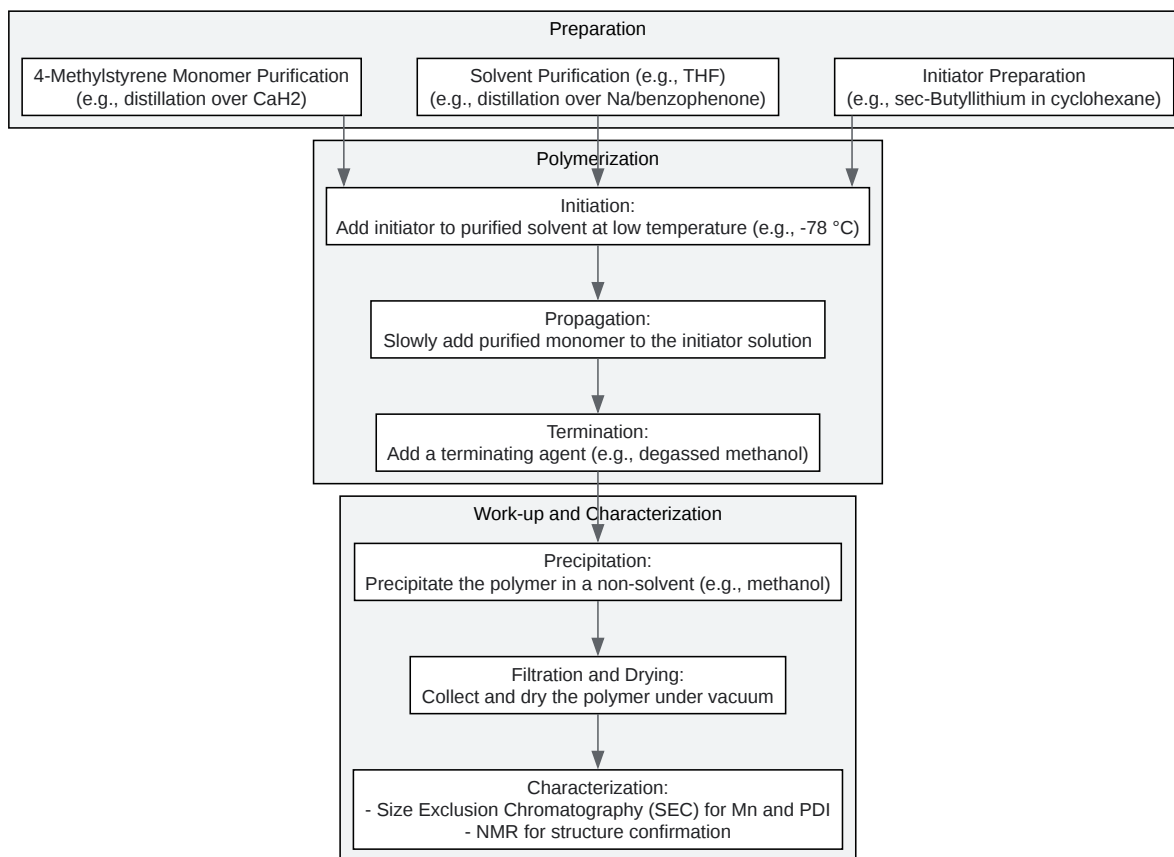 Preparation
4-Methylstyrene Monomer Purification
(e.g., distillation over CaH2)
Solvent Purification (e.g., THF)
(e.g., distillation over Na/benzophenone)
Initiator Preparation
(e.g., sec-Butyllithium in cyclohexane)
Polymerization
Initiation:
Add initiator to purified solvent at low temperature (e.g., -78 °C)
Propagation:
Slowly add purified monomer to the initiator solution
Termination:
Add a terminating agent (e.g., degassed methanol)
Work-up and Characterization
Precipitation:
Precipitate the polymer in a non-solvent (e.g., methanol)
Filtration and Drying:
Collect and dry the polymer under vacuum
Characterization:
- Size Exclusion Chromatography (SEC) for Mn and PDI
- NMR for structure confirmation